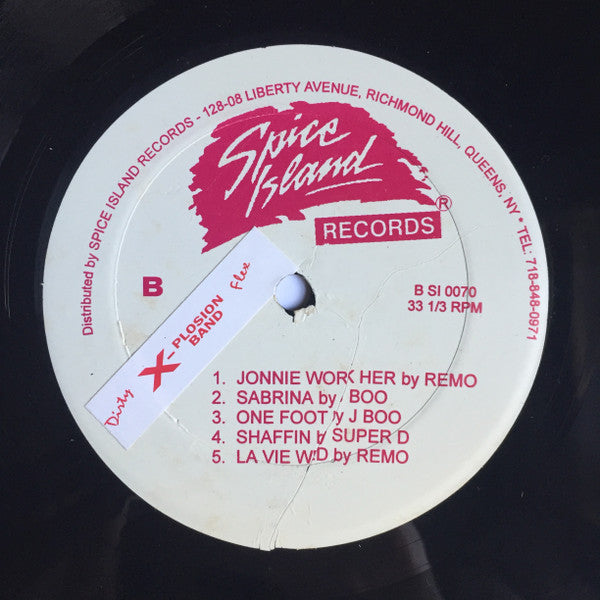 Distributed by SPICE ISLAND RECORDS - 128-08 LIBERTY AVENUE, RICHMOND HILL, QUEENS, NY • TEL: 718-848-0971
Spice
Island
®
RECORDS
B
B SI 0070
33 1/3 RPM
Dirty X-PLOSION BAND Flex
1. JONNIE WORK HER by REMO
2. SABRINA by BOO
3. ONE FOOT J BOO
4. SHAFFIN SUPER D
5. LA VIE by REMO